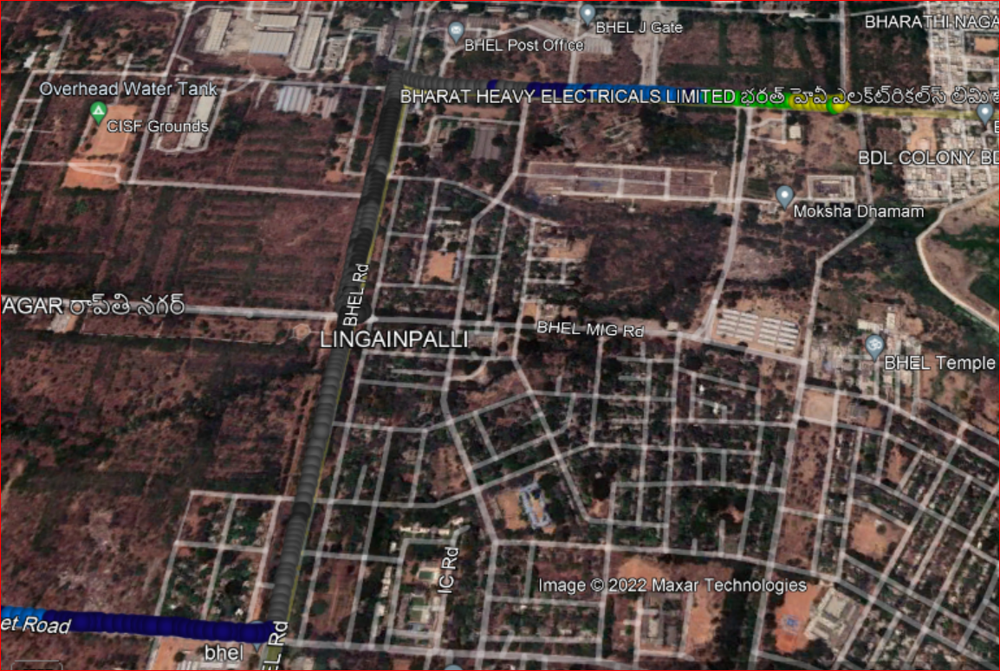 BHARATHI NAGA
BHEL J Gate
BHEL Post Office
Overhead Water Tank
BHARAT HEAVY ELECTRICALS LIMITED భరత్ హెవీ ఎలక్ట్రికల్స్ లిమి
CISF Grounds
BDL COLONY BD
Moksha Dhamam
BHEL Rd
AGAR రాప్తి నగర్
LINGAINPALLI
BHEL MIG Rd
BHEL Temple
IC Rd
Image © 2022 Maxar Technologies
et Road
bhel
EL Rd